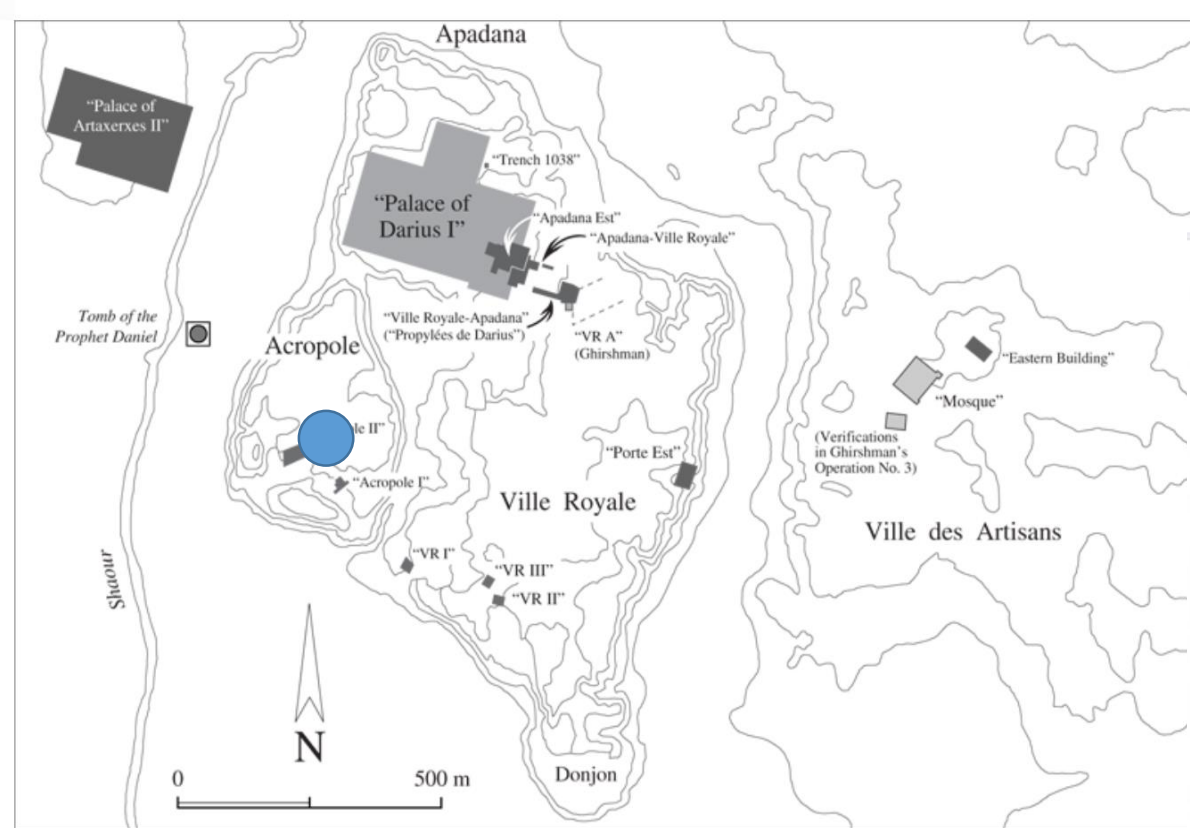 Apadana
“Palace of
Artaxerxes II”
“Trench 1038”
“Palace of
Darius I”
“Apadana Est”
“Apadana-Ville Royale”
Tomb of the
Prophet Daniel
“Ville Royale-Apadana”
(“Propylées de Darius”)
“VR A”
(Ghirshman)
Acropole
“Eastern Building”
“Mosque”
II”
(Verifications
in Ghirshman’s
Operation No. 3)
“Porte Est”
“Acropole I”
Ville Royale
Ville des Artisans
“VR I”
“VR III”
“VR II”
Shaour
N
0 500 m
Donjon